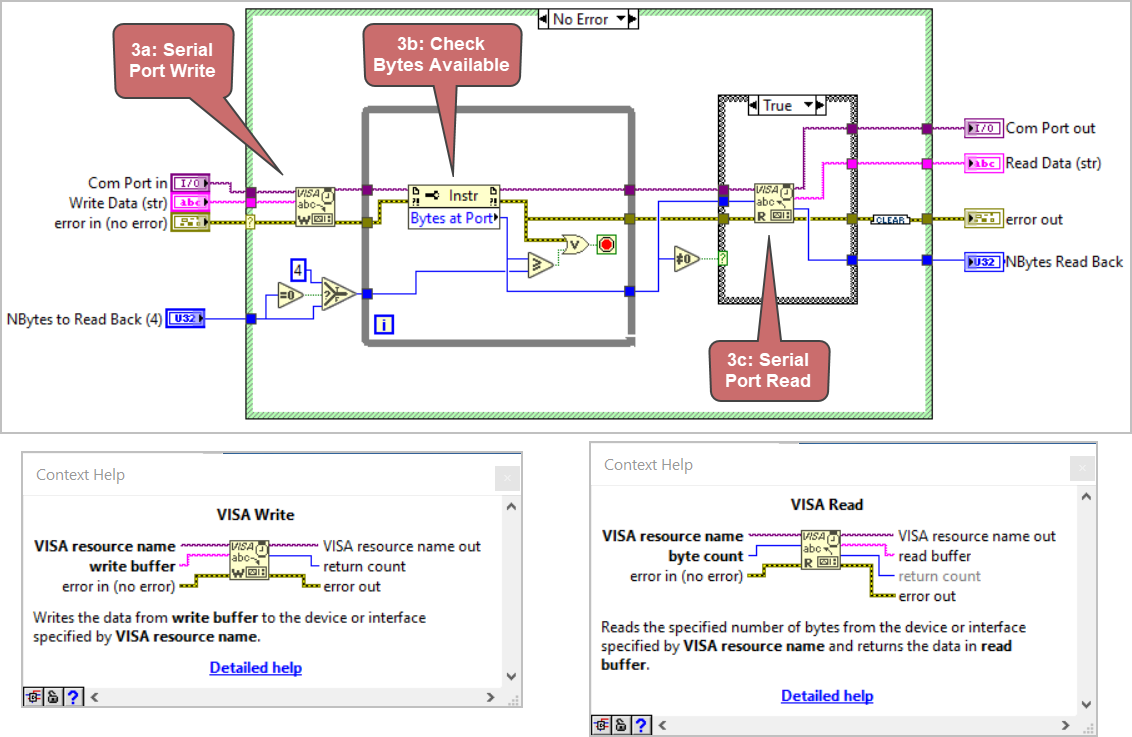 No Error
3a: Serial
Port Write
3b: Check
Bytes Available
True
Com Port in
I/O
Write Data (str)
abc
error in (no error)
?
VISA
abc
W
Instr
Bytes at Port
V
≥
4
=0
?
T
F
NBytes to Read Back (4)
U32
i
≠0
?
VISA
abc
R
CLEAR
I/O
Com Port out
abc
Read Data (str)
error out
U32
NBytes Read Back
3c: Serial
Port Read
Context Help
VISA Write
VISA resource name
write buffer
error in (no error)
VISA
abc
W
VISA resource name out
return count
error out
Writes the data from write buffer to the device or interface
specified by VISA resource name.
Detailed help
?
Context Help
VISA Read
VISA resource name
byte count
error in (no error)
VISA
abc
R
VISA resource name out
read buffer
return count
error out
Reads the specified number of bytes from the device or interface
specified by VISA resource name and returns the data in read
buffer.
Detailed help
?